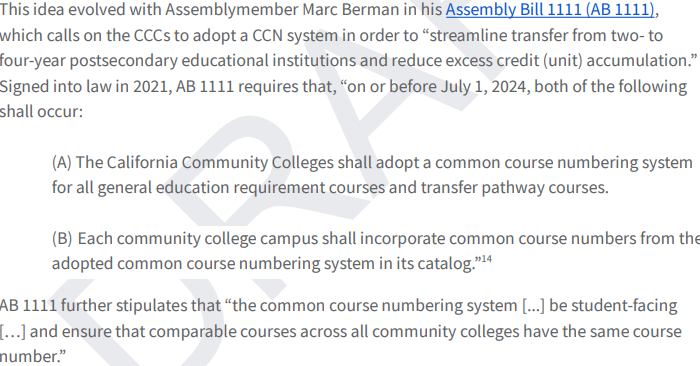 This idea evolved with Assemblymember Marc Berman in his Assembly Bill 1111 (AB 1111),
which calls on the CCCs to adopt a CCN system in order to “streamline transfer from two- to
four-year postsecondary educational institutions and reduce excess credit (unit) accumulation.”
Signed into law in 2021, AB 1111 requires that, “on or before July 1, 2024, both of the following
shall occur:
(A) The California Community Colleges shall adopt a common course numbering system
for all general education requirement courses and transfer pathway courses.
(B) Each community college campus shall incorporate common course numbers from the
adopted common course numbering system in its catalog.”14
AB 1111 further stipulates that “the common course numbering system [...] be student-facing
[…] and ensure that comparable courses across all community colleges have the same course
number.”